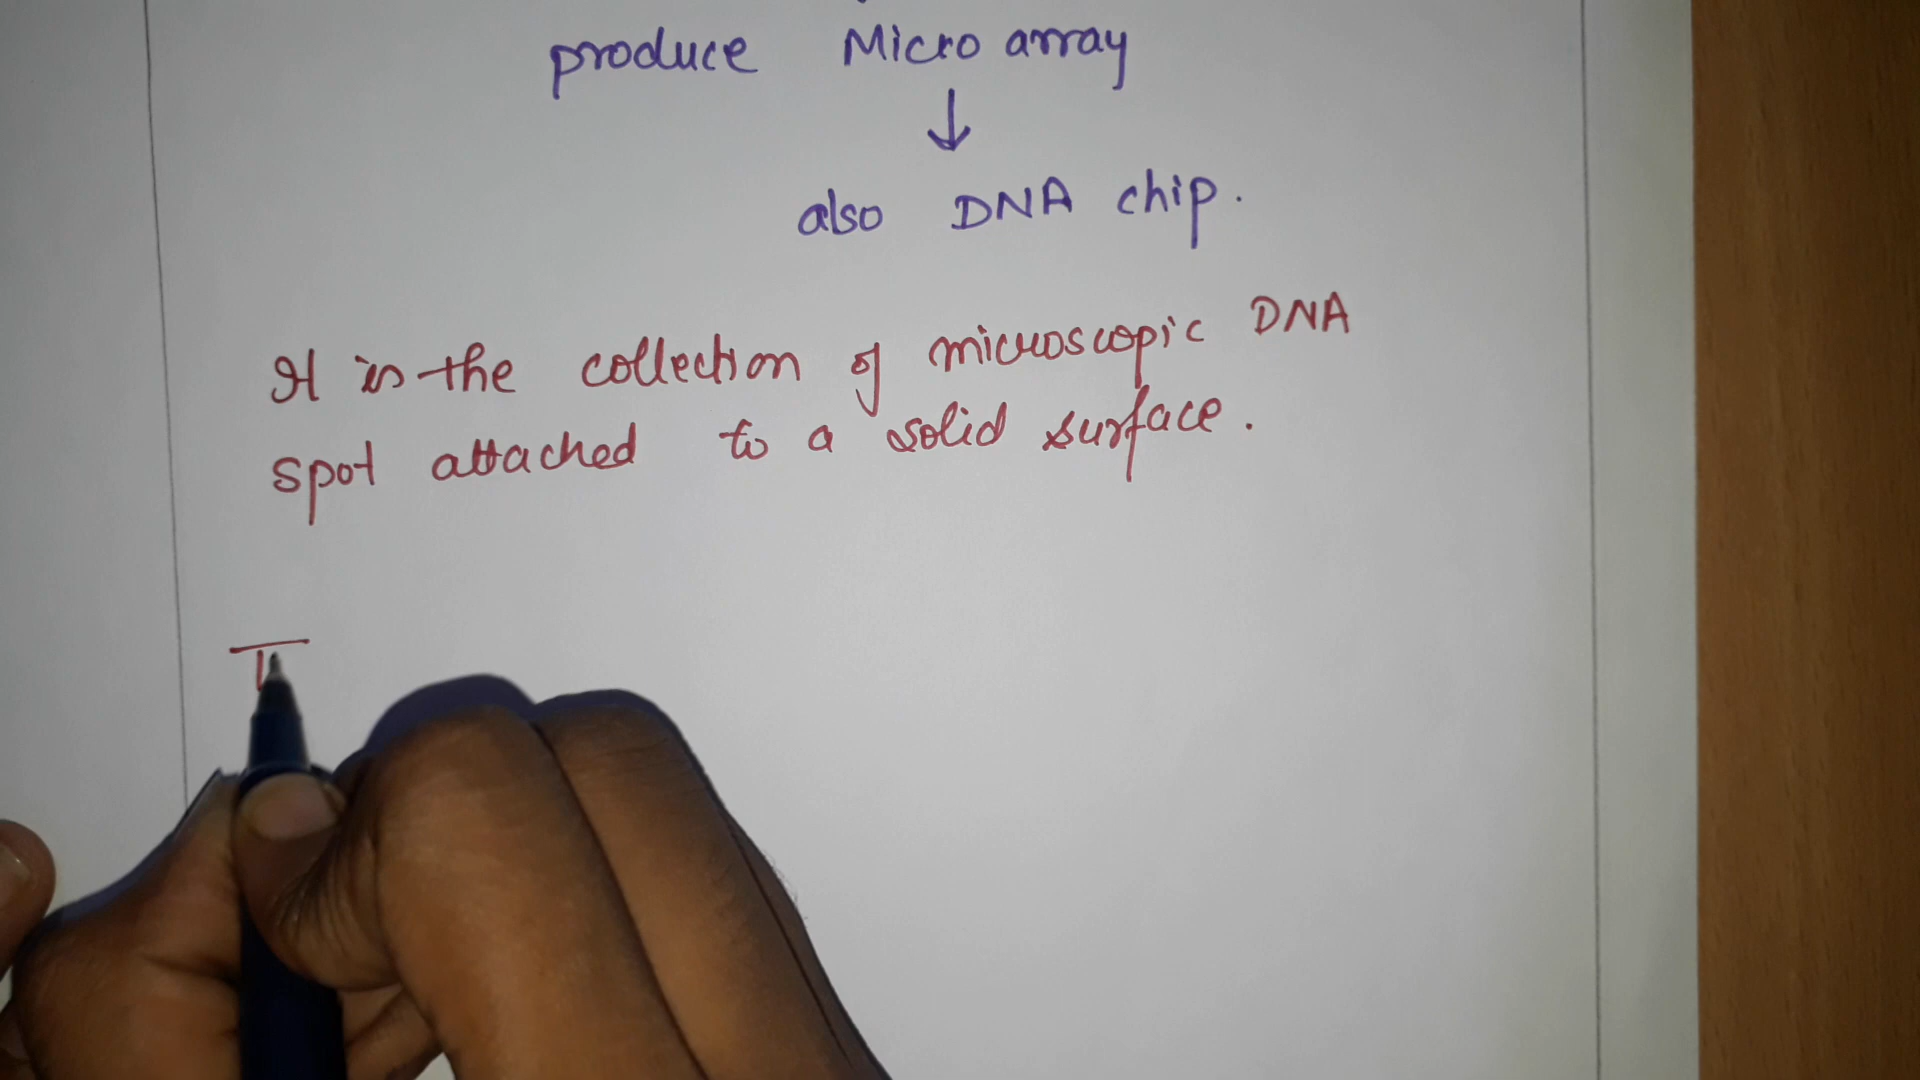 produce Micro array
↓
also DNA chip.
It is the collection of microscopic DNA
spot attached to a solid surface.
T